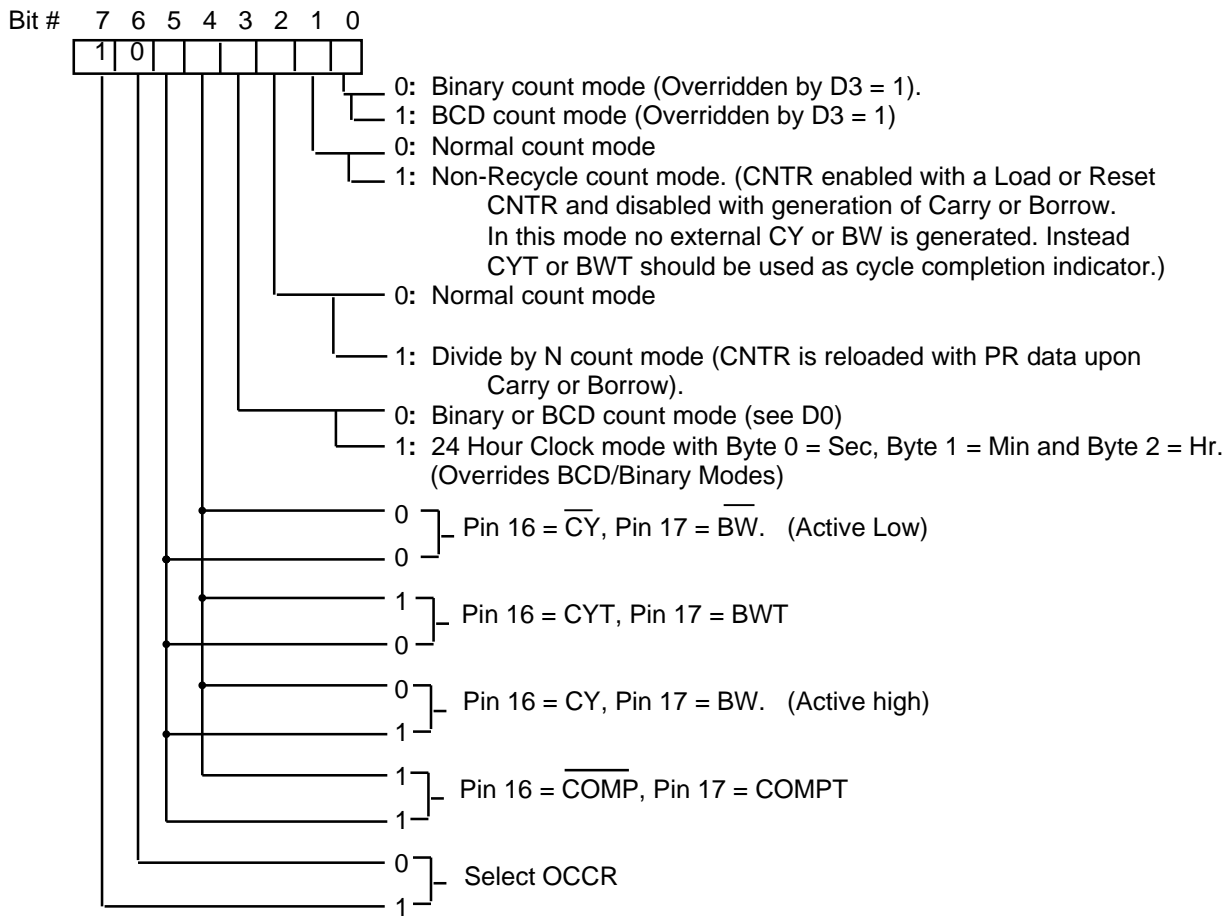 Bit # 7 6 5 4 3 2 1 0
1 0
0: Binary count mode (Overridden by D3 = 1).
1: BCD count mode (Overridden by D3 = 1)
0: Normal count mode
1: Non-Recycle count mode. (CNTR enabled with a Load or Reset
CNTR and disabled with generation of Carry or Borrow.
In this mode no external CY or BW is generated. Instead
CYT or BWT should be used as cycle completion indicator.)
0: Normal count mode
1: Divide by N count mode (CNTR is reloaded with PR data upon
Carry or Borrow).
0: Binary or BCD count mode (see D0)
1: 24 Hour Clock mode with Byte 0 = Sec, Byte 1 = Min and Byte 2 = Hr.
(Overrides BCD/Binary Modes)
0
Pin 16 = C̅Y̅, Pin 17 = B̅W̅. (Active Low)
0
1
Pin 16 = CYT, Pin 17 = BWT
0
0
Pin 16 = CY, Pin 17 = BW. (Active high)
1
1
Pin 16 = C̅O̅M̅P̅, Pin 17 = COMPT
1
0
Select OCCR
1